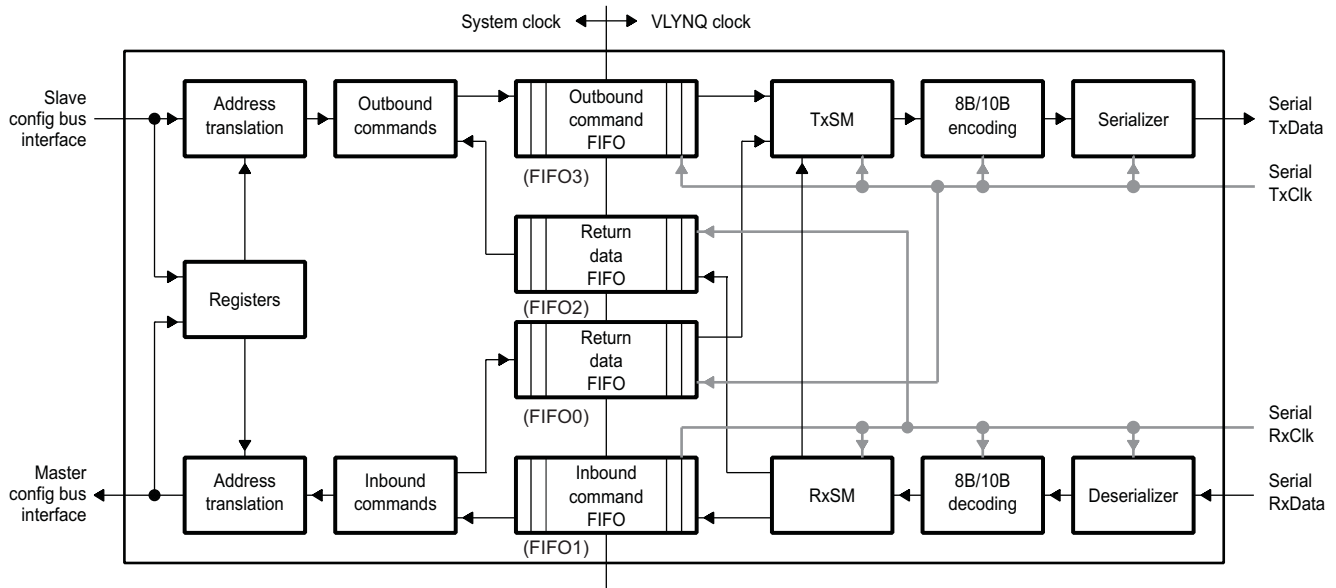 System clock
VLYNQ clock
Slave
config bus
interface
Address
translation
Outbound
commands
Outbound
command
FIFO
(FIFO3)
TxSM
8B/10B
encoding
Serializer
Serial
TxData
Serial
TxClk
Registers
Return
data
FIFO
(FIFO2)
Return
data
FIFO
(FIFO0)
Serial
RxClk
Master
config bus
interface
Address
translation
Inbound
commands
Inbound
command
FIFO
(FIFO1)
RxSM
8B/10B
decoding
Deserializer
Serial
RxData